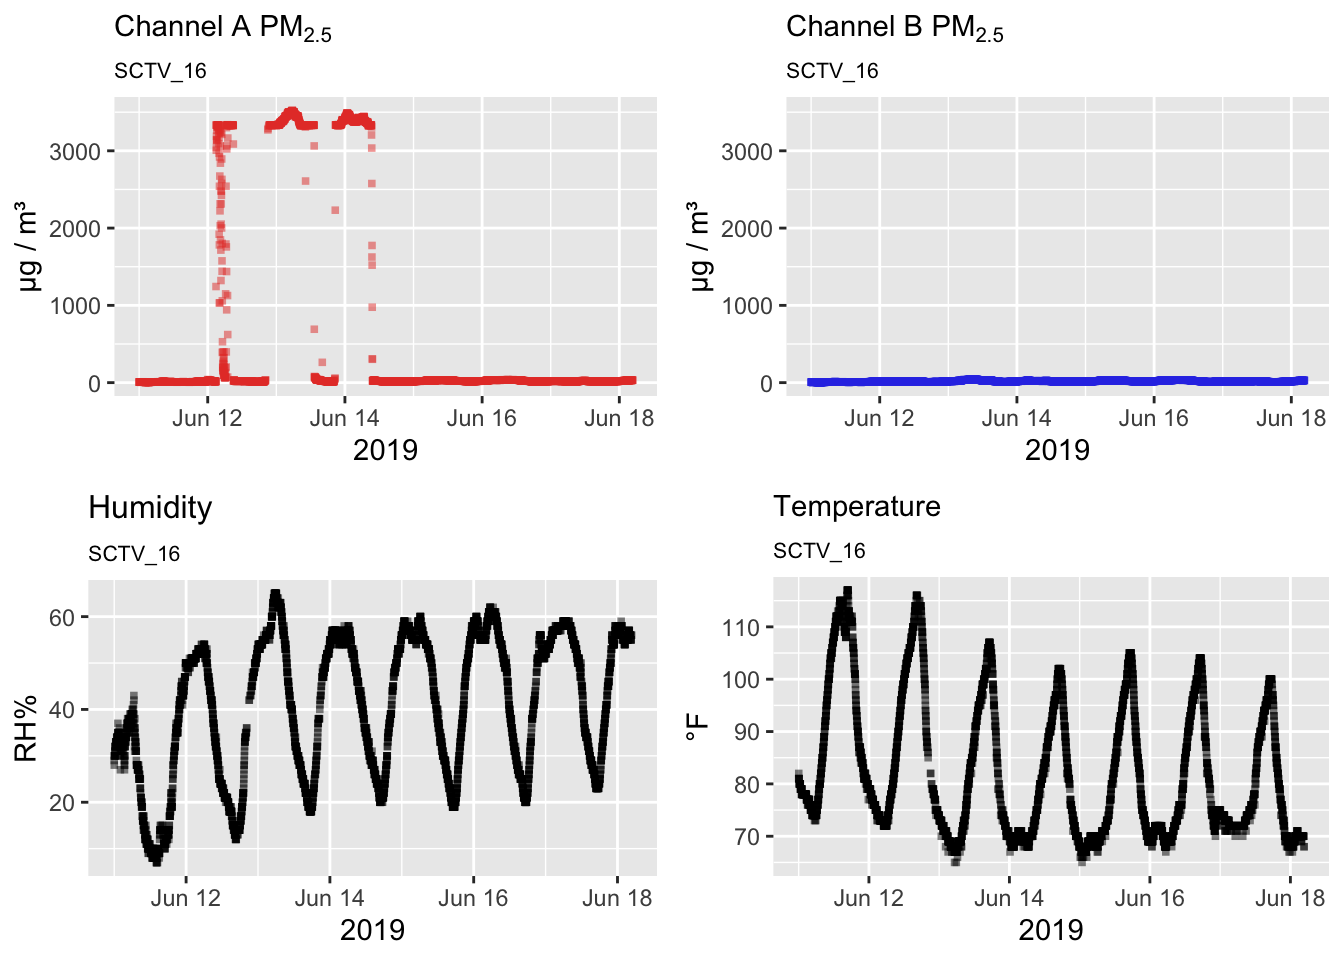 Channel A PM2.5
SCTV_16
3000
2000
1000
0
µg / m³
Jun 12 Jun 14 Jun 16 Jun 18
2019
Channel B PM2.5
SCTV_16
3000
2000
1000
0
µg / m³
Jun 12 Jun 14 Jun 16 Jun 18
2019
Humidity
SCTV_16
60
40
20
RH%
Jun 12 Jun 14 Jun 16 Jun 18
2019
Temperature
SCTV_16
110
100
90
80
70
°F
Jun 12 Jun 14 Jun 16 Jun 18
2019